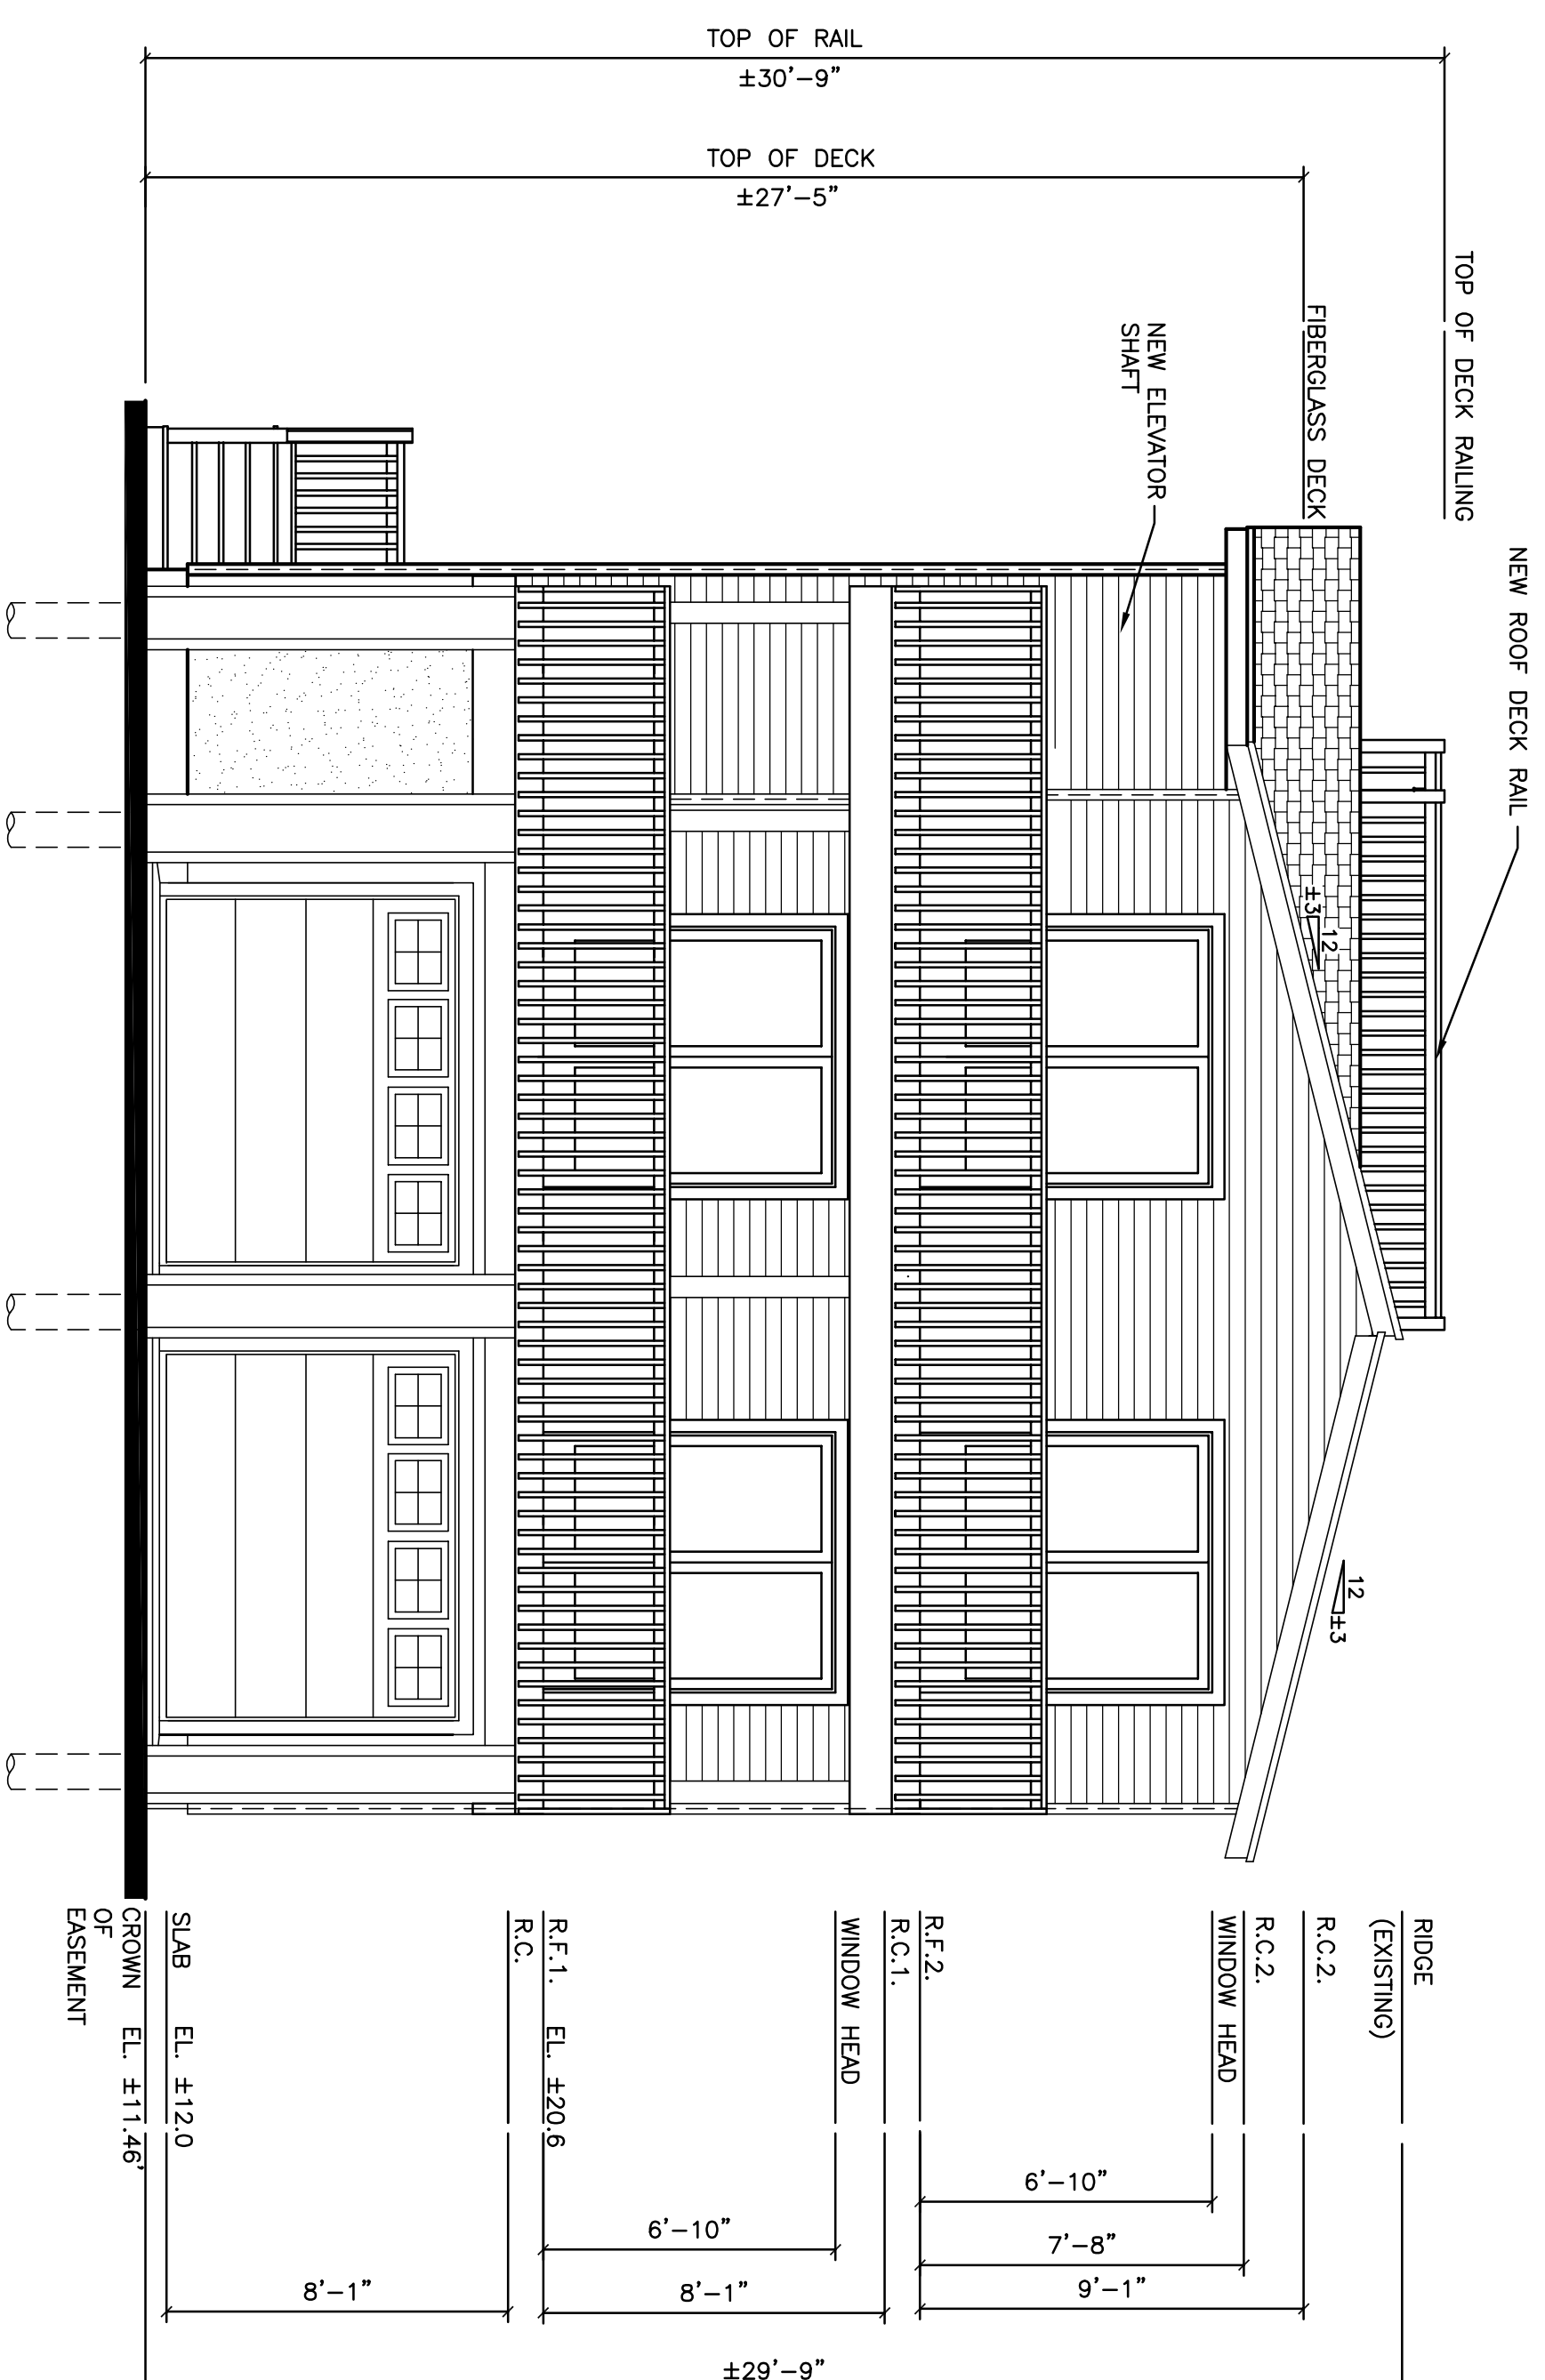 TOP OF RAIL
±30'-9"
TOP OF DECK
±27'-5"
TOP OF DECK RAILING
FIBERGLASS DECK
NEW ELEVATOR
SHAFT
NEW ROOF DECK RAIL
12
±3
12
±3
RIDGE
(EXISTING)
R.C.2.
R.C.2.
WINDOW HEAD
R.F.2.
R.C.1.
WINDOW HEAD
R.F.1. EL. ±20.6
R.C.
SLAB EL. ±12.0
CROWN EL. ±11.46'
OF
EASEMENT
6'-10"
7'-8"
9'-1"
6'-10"
8'-1"
8'-1"
±29'-9"